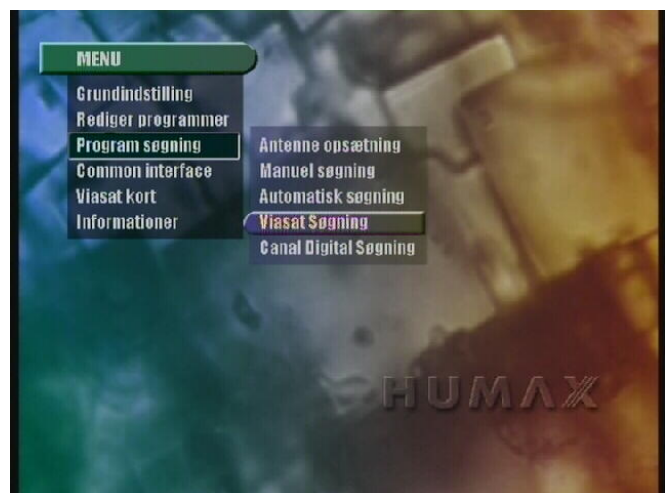 MENU
Grundindstilling
Rediger programmer
Program søgning
Common interface
Viasat kort
Informationer
Antenne opsætning
Manuel søgning
Automatisk søgning
Viasat Søgning
Canal Digital Søgning
HUMAX